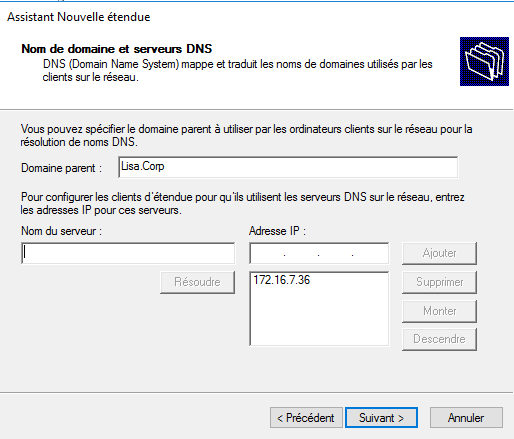 Assistant Nouvelle étendue
Nom de domaine et serveurs DNS
DNS (Domain Name System) mappe et traduit les noms de domaines utilisés par les
clients sur le réseau.
Vous pouvez spécifier le domaine parent à utiliser par les ordinateurs clients sur le réseau pour la
résolution de noms DNS.
Domaine parent : Lisa.Corp
Pour configurer les clients d'étendue pour qu'ils utilisent les serveurs DNS sur le réseau, entrez
les adresses IP pour ces serveurs.
Nom du serveur : Adresse IP :
. . . Ajouter
Résoudre 172.16.7.36 Supprimer
Monter
Descendre
< Précédent Suivant > Annuler